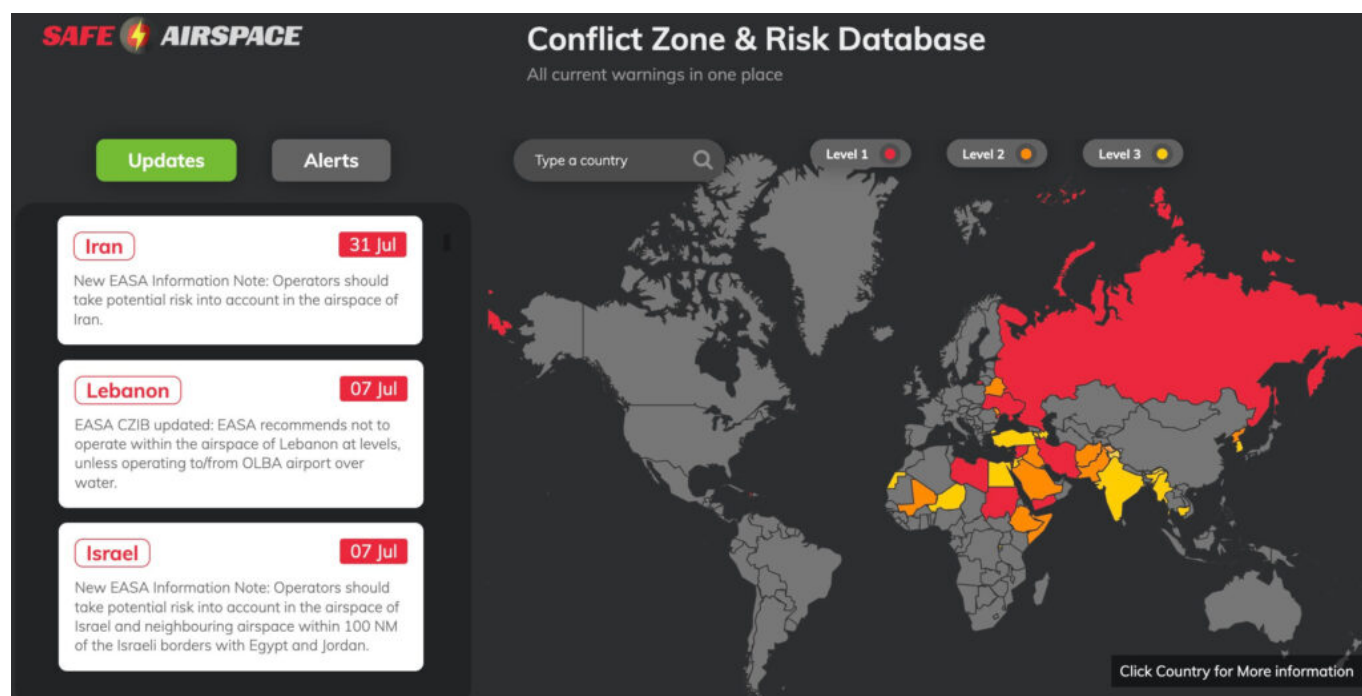 SAFE AIRSPACE
Conflict Zone & Risk Database
All current warnings in one place
Updates
Alerts
Type a country
Level 1
Level 2
Level 3
Iran
31 Jul
New EASA Information Note: Operators should
take potential risk into account in the airspace of
Iran.
Lebanon
07 Jul
EASA CZIB updated: EASA recommends not to
operate within the airspace of Lebanon at levels,
unless operating to/from OLBA airport over
water.
Israel
07 Jul
New EASA Information Note: Operators should
take potential risk into account in the airspace of
Israel and neighbouring airspace within 100 NM
of the Israeli borders with Egypt and Jordan.
Click Country for More information